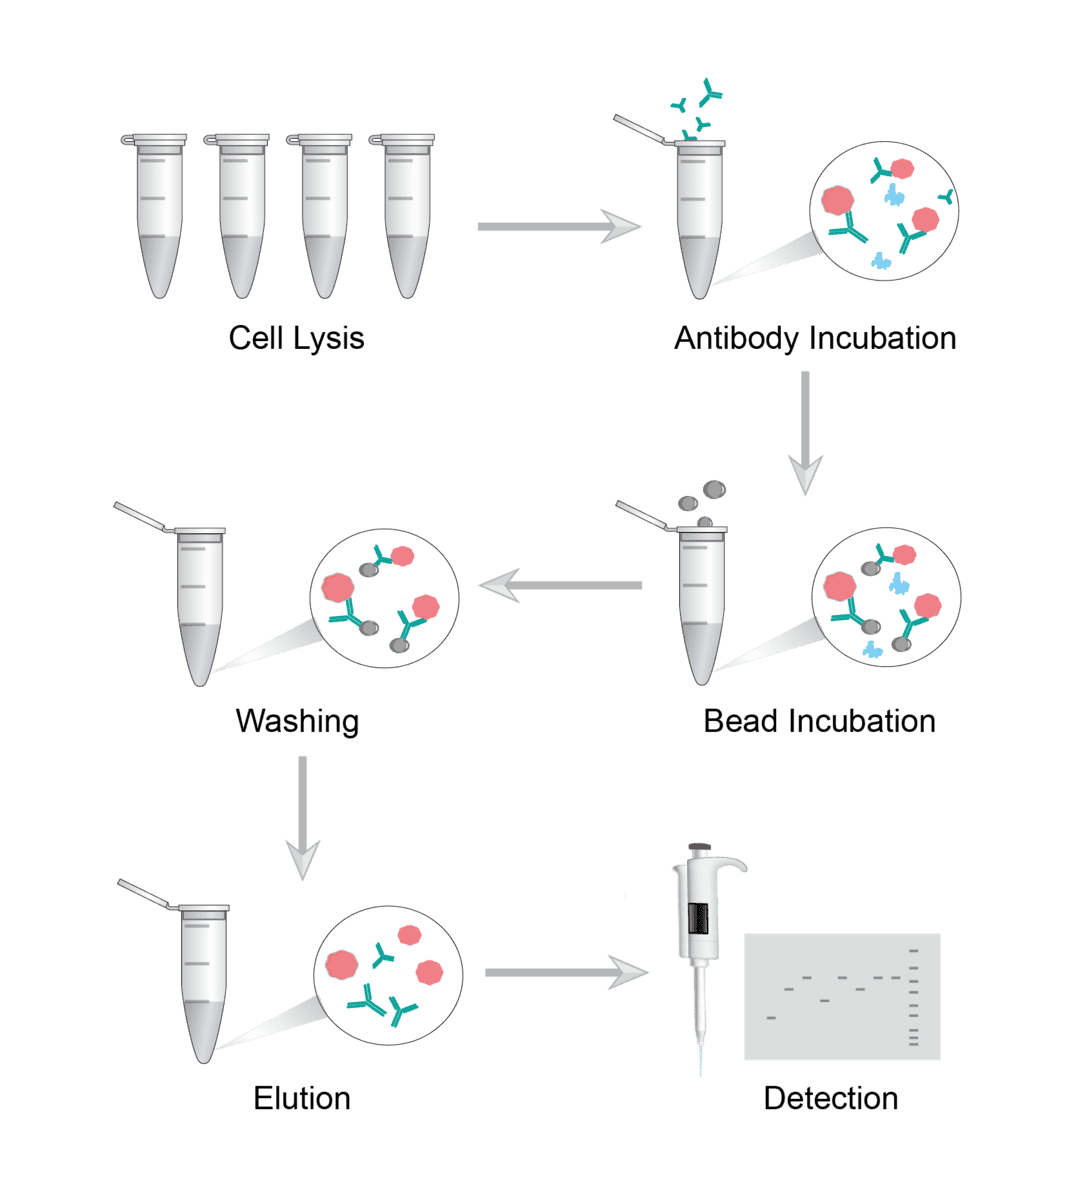 Cell Lysis
Antibody Incubation
Washing
Bead Incubation
Elution
Detection